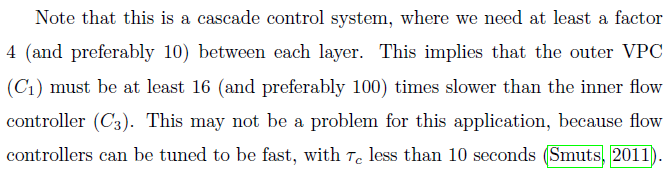 Note that this is a cascade control system, where we need at least a factor
4 (and preferably 10) between each layer. This implies that the outer VPC
(C₁) must be at least 16 (and preferably 100) times slower than the inner flow
controller (C₃). This may not be a problem for this application, because flow
controllers can be tuned to be fast, with τ_c less than 10 seconds (Smuts, 2011).